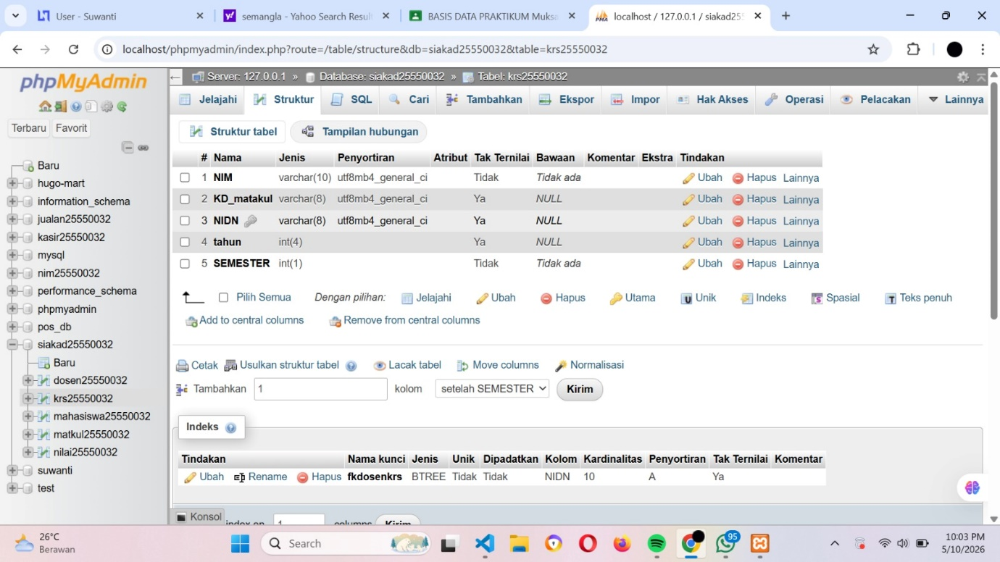 User - Suwanti
semangla - Yahoo Search Resul
BASIS DATA PRAKTIKUM Muksa
localhost / 127.0.0.1 / siakad255
localhost/phpmyadmin/index.php?route=/table/structure&db=siakad25550032&table=krs25550032
phpMyAdmin
Terbaru Favorit
Baru
hugo-mart
information_schema
jualan25550032
kasir25550032
mysql
nim25550032
performance_schema
phpmyadmin
pos_db
siakad25550032
Baru
dosen25550032
krs25550032
mahasiswa25550032
matkul25550032
nilai25550032
suwanti
test
Server: 127.0.0.1 » Database: siakad25550032 » Tabel: krs25550032
Jelajahi Struktur SQL Cari Tambahkan Ekspor Impor Hak Akses Operasi Pelacakan Lainnya
Struktur tabel Tampilan hubungan
# Nama Jenis Penyortiran Atribut Tak Ternilai Bawaan Komentar Ekstra Tindakan
1 NIM varchar(10) utf8mb4_general_ci Tidak Tidak ada Ubah Hapus Lainnya
2 KD_matakul varchar(8) utf8mb4_general_ci Ya NULL Ubah Hapus Lainnya
3 NIDN varchar(8) utf8mb4_general_ci Ya NULL Ubah Hapus Lainnya
4 tahun int(4) Ya NULL Ubah Hapus Lainnya
5 SEMESTER int(1) Tidak Tidak ada Ubah Hapus Lainnya
Pilih Semua Dengan pilihan: Jelajahi Ubah Hapus Utama Unik Indeks Spasial Teks penuh
Add to central columns Remove from central columns
Cetak Usulkan struktur tabel Lacak tabel Move columns Normalisasi
Tambahkan 1 kolom setelah SEMESTER Kirim
Indeks
Tindakan Nama kunci Jenis Unik Dipadatkan Kolom Kardinalitas Penyortiran Tak Ternilai Komentar
Ubah Rename Hapus fkdosenkrs BTREE Tidak Tidak NIDN 10 A Ya
Konsol index on 1 columns Kirim
26°C
Berawan
Search
95
10:03 PM
5/10/2026